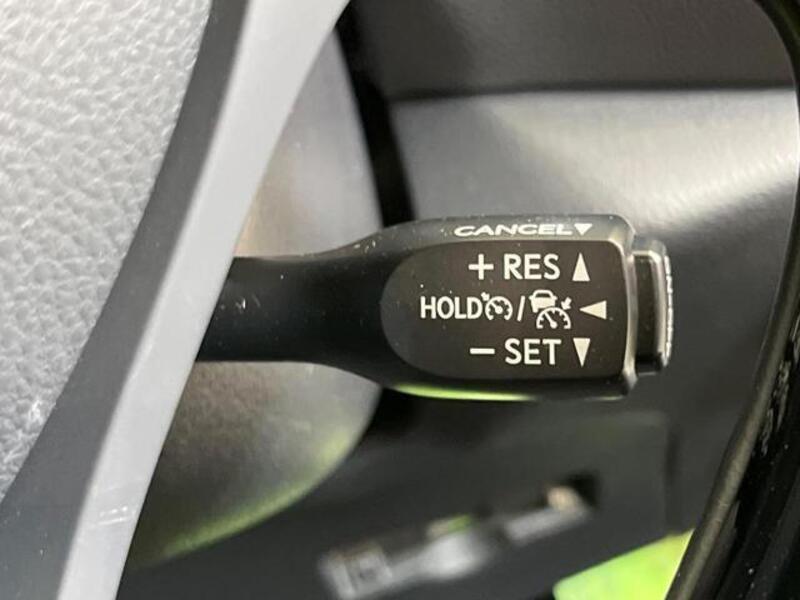 CANCEL▼
+ RES ▲
HOLD / ◀
− SET ▼